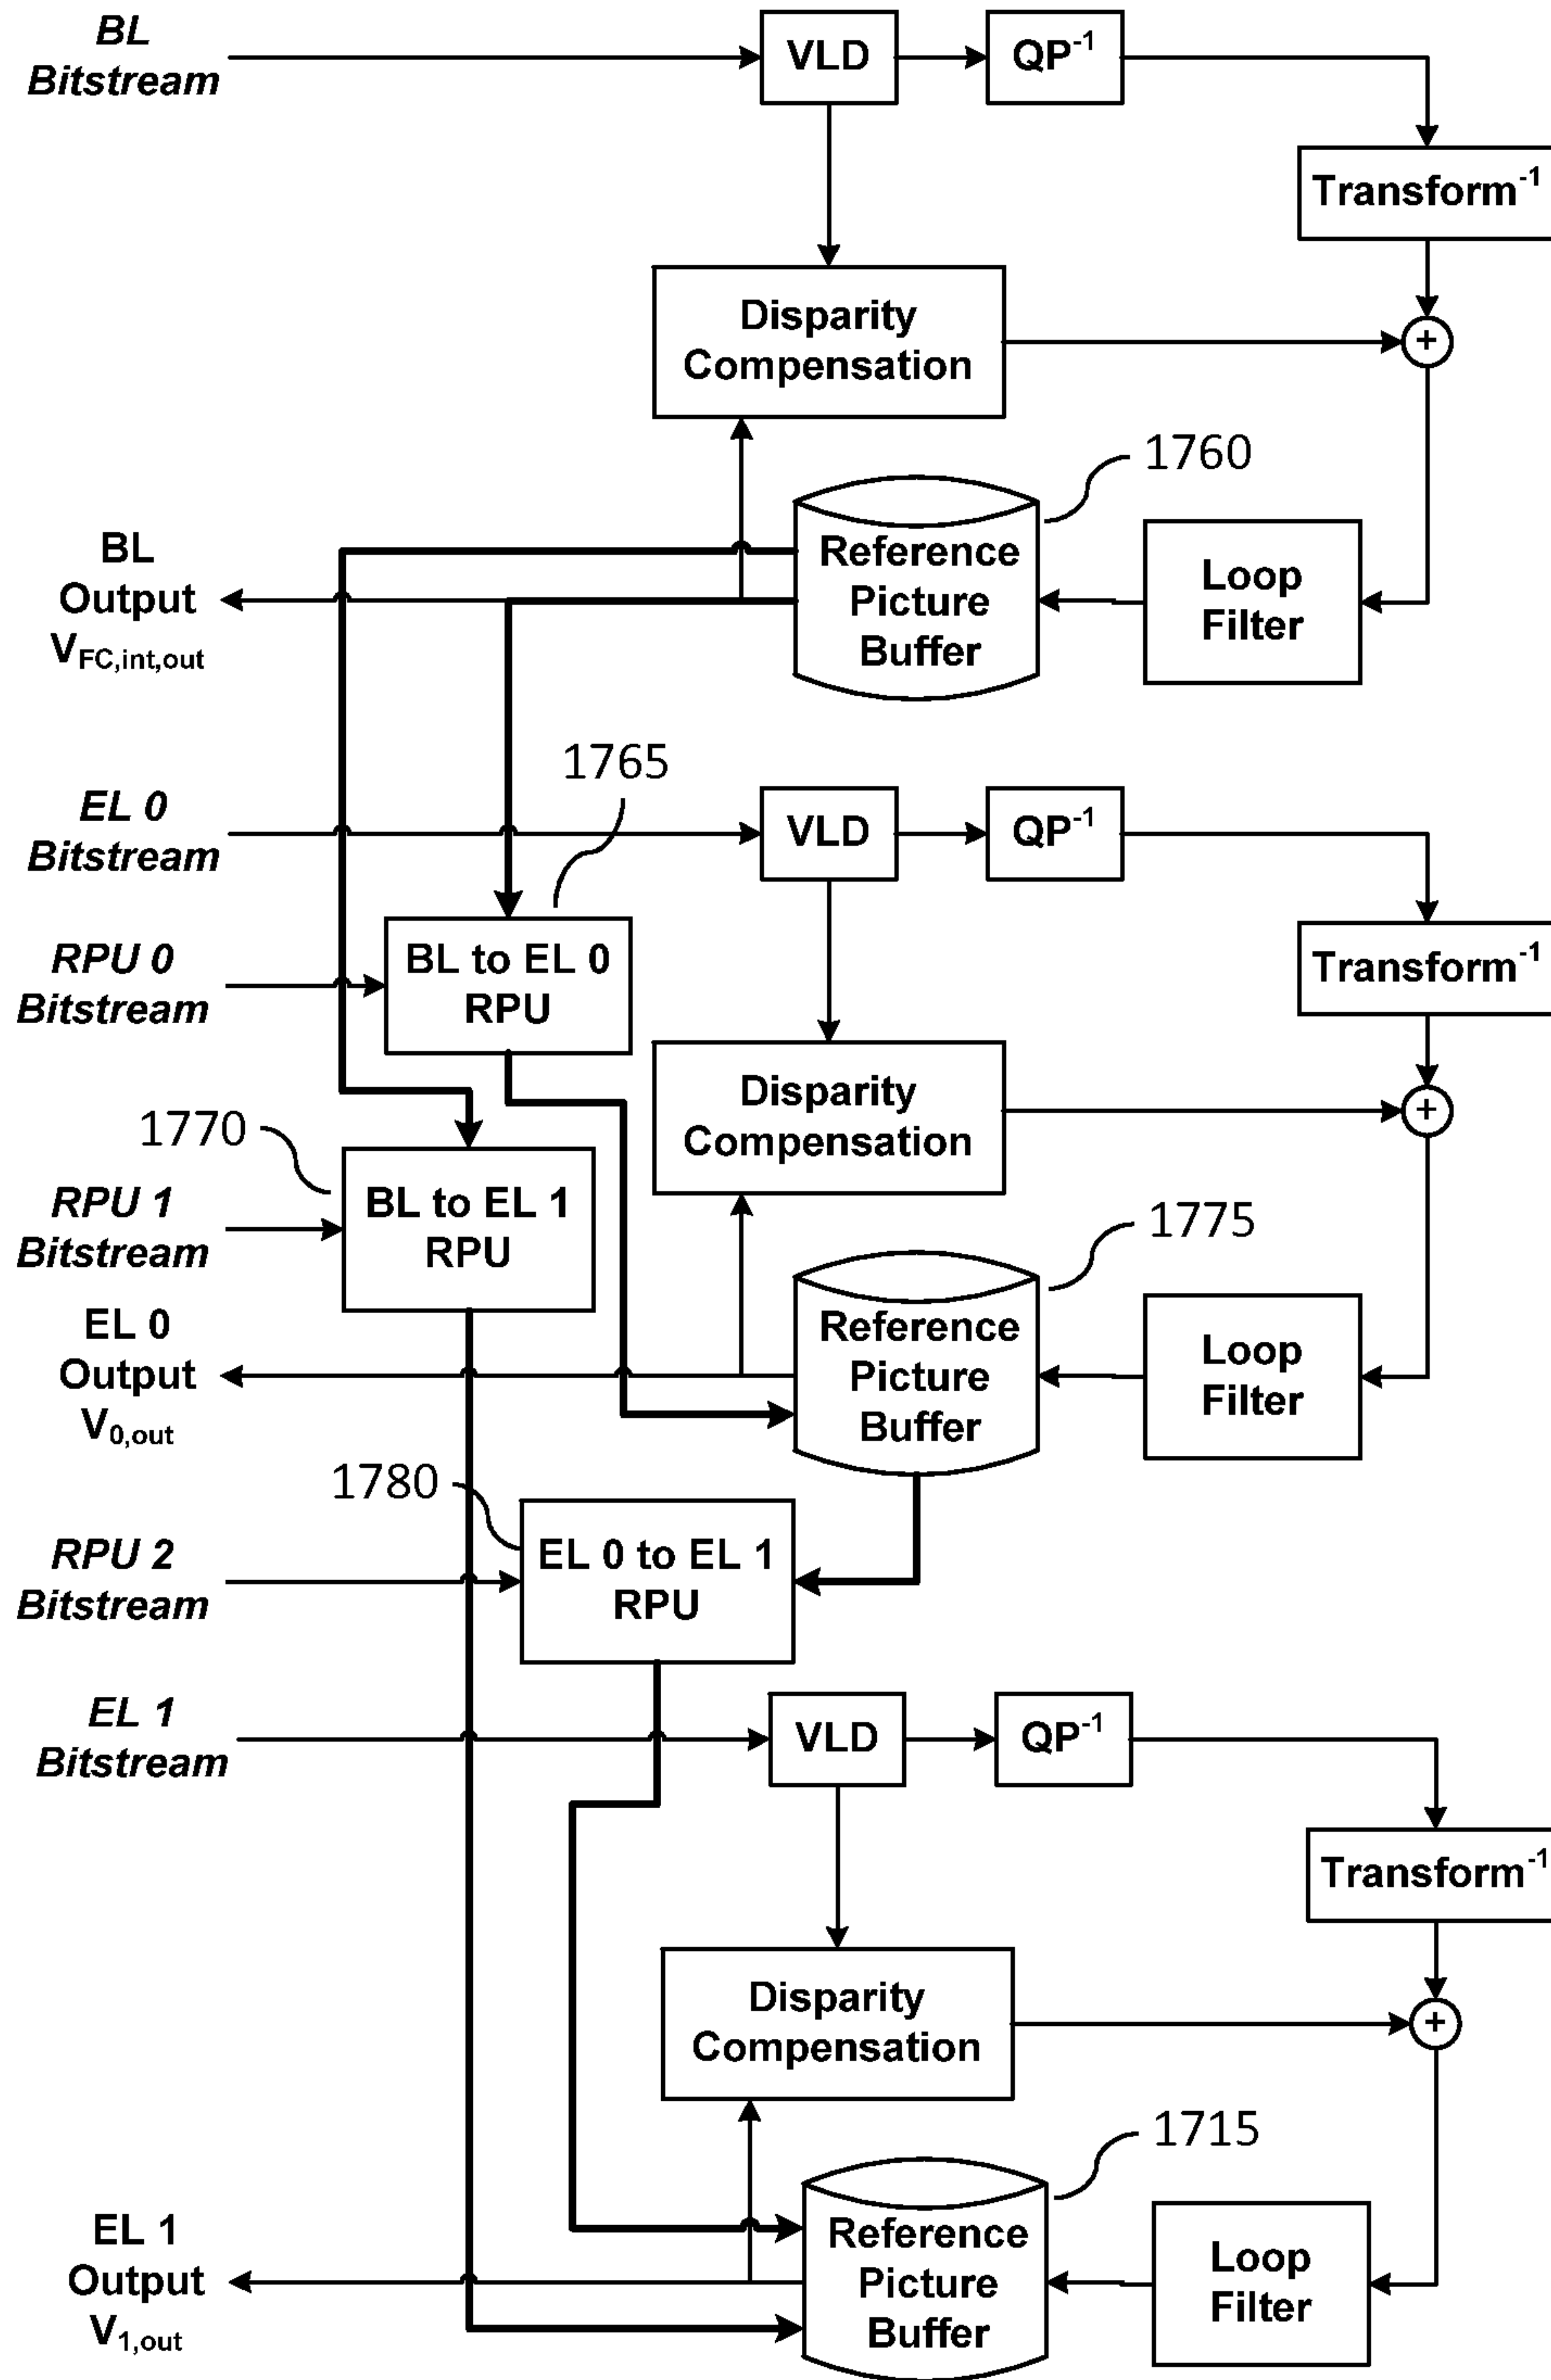 BL
Bitstream
VLD
QP⁻¹
Transform⁻¹
Disparity
Compensation
+
1760
BL
Output
V_FC,int,out
Reference
Picture
Buffer
Loop
Filter
1765
EL 0
Bitstream
VLD
QP⁻¹
RPU 0
Bitstream
BL to EL 0
RPU
Transform⁻¹
Disparity
Compensation
+
1770
RPU 1
Bitstream
BL to EL 1
RPU
1775
EL 0
Output
V_0,out
Reference
Picture
Buffer
Loop
Filter
1780
RPU 2
Bitstream
EL 0 to EL 1
RPU
EL 1
Bitstream
VLD
QP⁻¹
Transform⁻¹
Disparity
Compensation
+
1715
EL 1
Output
V_1,out
Reference
Picture
Buffer
Loop
Filter